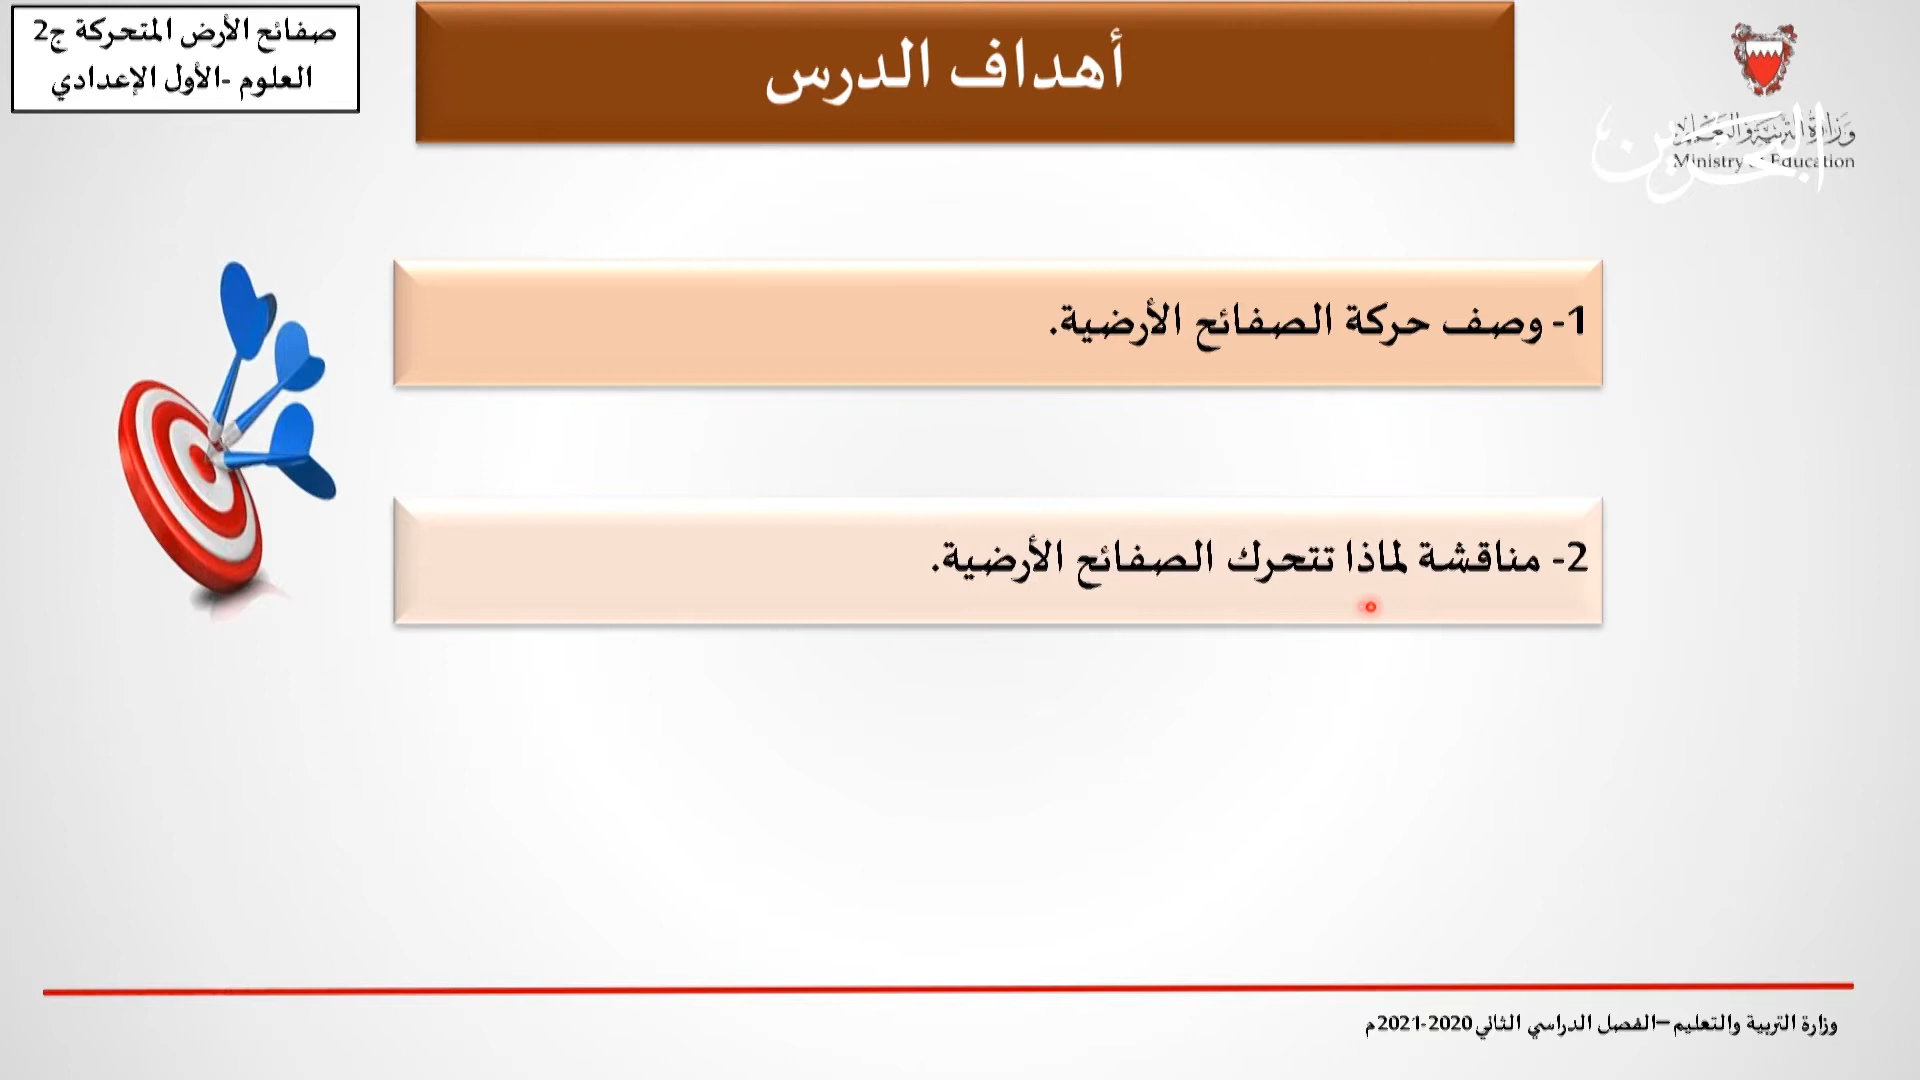 صفائح الأرض المتحركة ج2
العلوم -الأول الإعدادي
أهداف الدرس
وزارة التربية والتعليم
Ministry of Education
البحرين
1- وصف حركة الصفائح الأرضية.
2- مناقشة لماذا تتحرك الصفائح الأرضية.
وزارة التربية والتعليم –الفصل الدراسي الثاني 2020-2021م